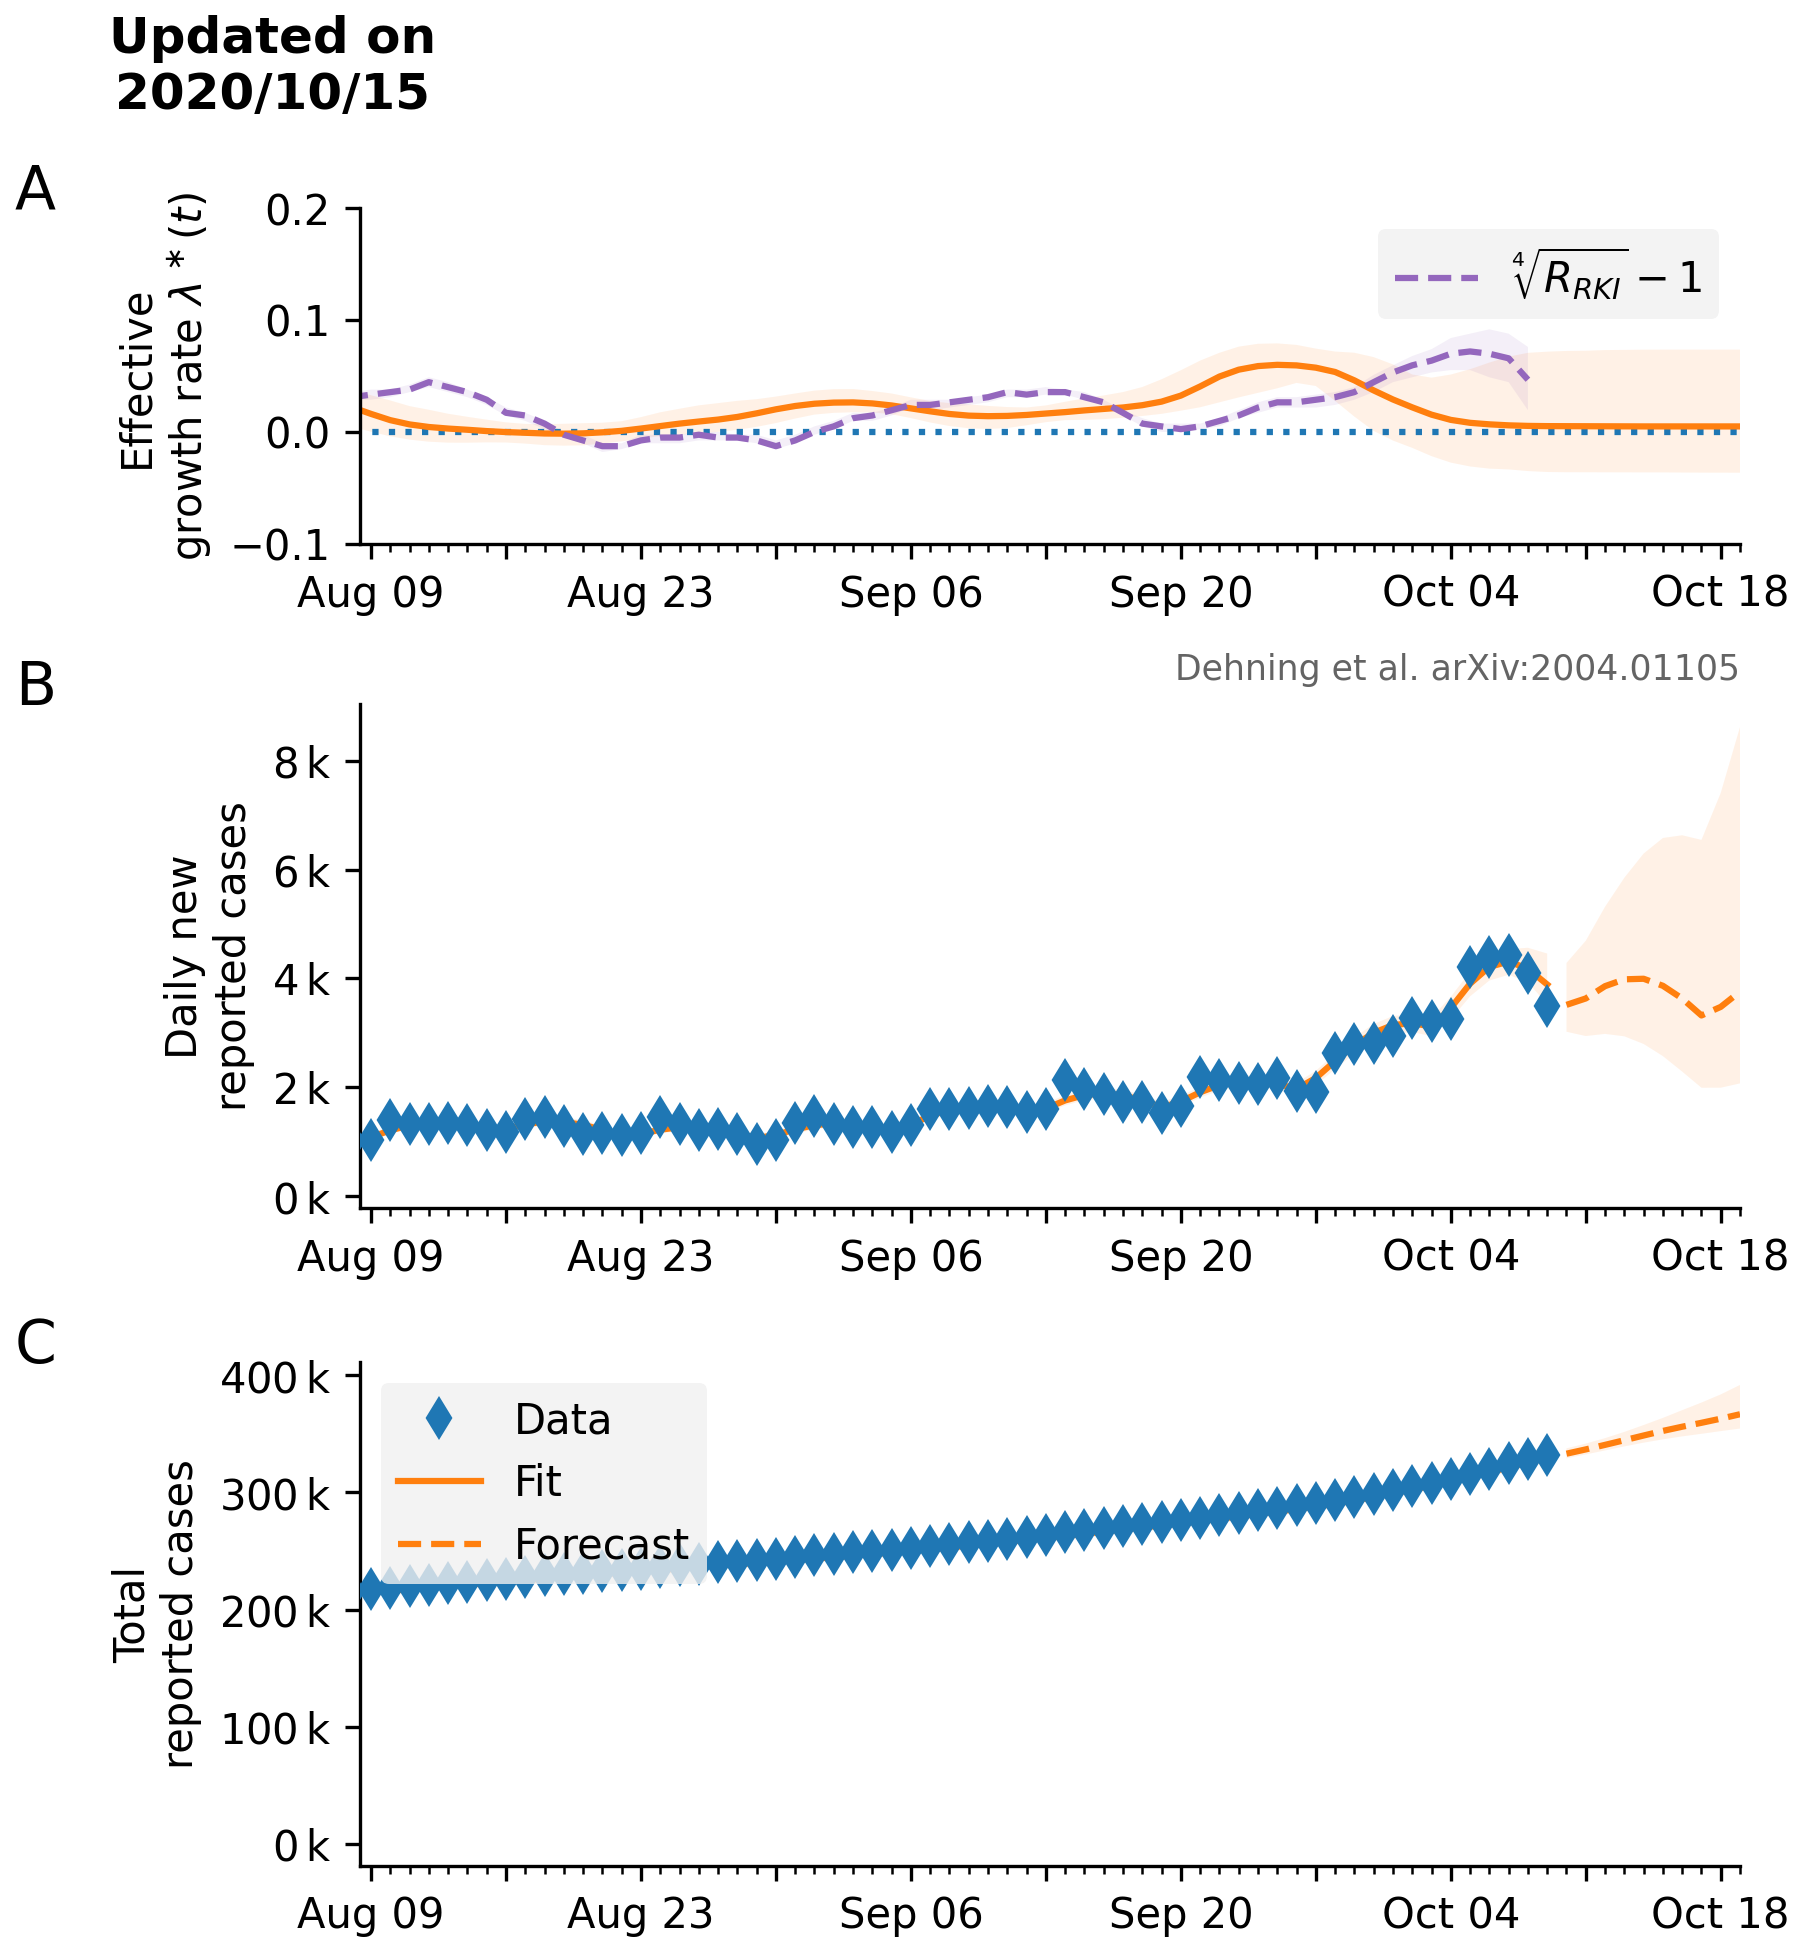 Updated on
2020/10/15
A
Effective
growth rate λ * (t)
0.2
0.1
0.0
−0.1
∜R_RKI − 1
Aug 09 Aug 23 Sep 06 Sep 20 Oct 04 Oct 18
Dehning et al. arXiv:2004.01105
B
Daily new
reported cases
8 k
6 k
4 k
2 k
0 k
Aug 09 Aug 23 Sep 06 Sep 20 Oct 04 Oct 18
C
Total
reported cases
400 k
300 k
200 k
100 k
0 k
Data
Fit
Forecast
Aug 09 Aug 23 Sep 06 Sep 20 Oct 04 Oct 18